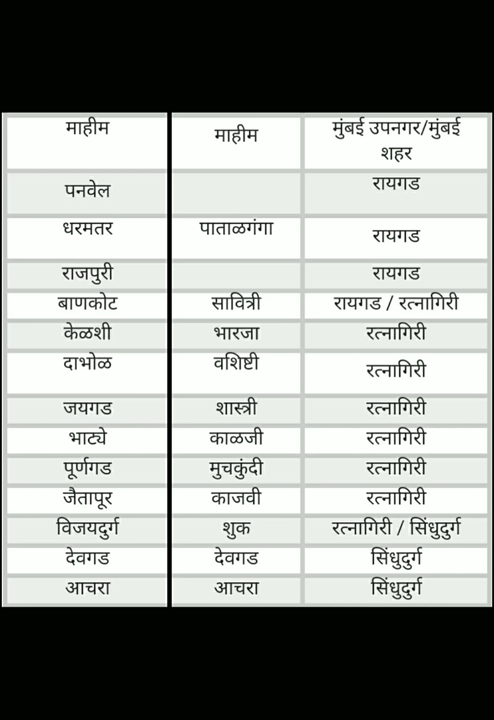 माहीम माहीम मुंबई उपनगर/मुंबई
शहर
पनवेल रायगड
धरमतर पाताळगंगा रायगड
राजपुरी रायगड
बाणकोट सावित्री रायगड / रत्नागिरी
केळशी भारजा रत्नागिरी
दाभोळ वशिष्टी रत्नागिरी
जयगड शास्त्री रत्नागिरी
भाट्ये काळजी रत्नागिरी
पूर्णगड मुचकुंदी रत्नागिरी
जैतापूर काजवी रत्नागिरी
विजयदुर्ग शुक रत्नागिरी / सिंधुदुर्ग
देवगड देवगड सिंधुदुर्ग
आचरा आचरा सिंधुदुर्ग